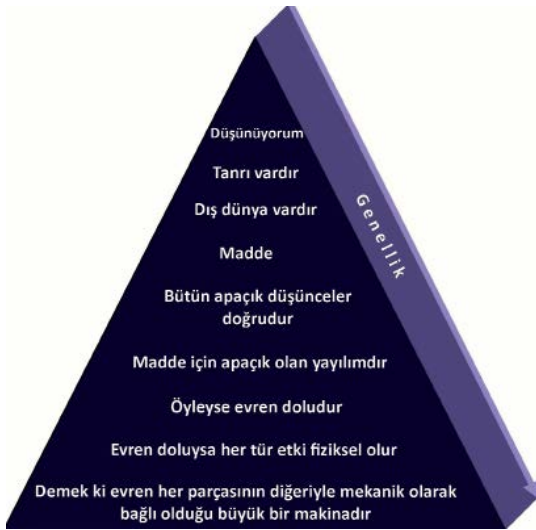 Düşünüyorum
Tanrı vardır
Dış dünya vardır
Madde
Bütün apaçık düşünceler
doğrudur
Madde için apaçık olan yayılımdır
Öyleyse evren doludur
Evren doluysa her tür etki fiziksel olur
Demek ki evren her parçasının diğeriyle mekanik olarak
bağlı olduğu büyük bir makinadır
Genellik